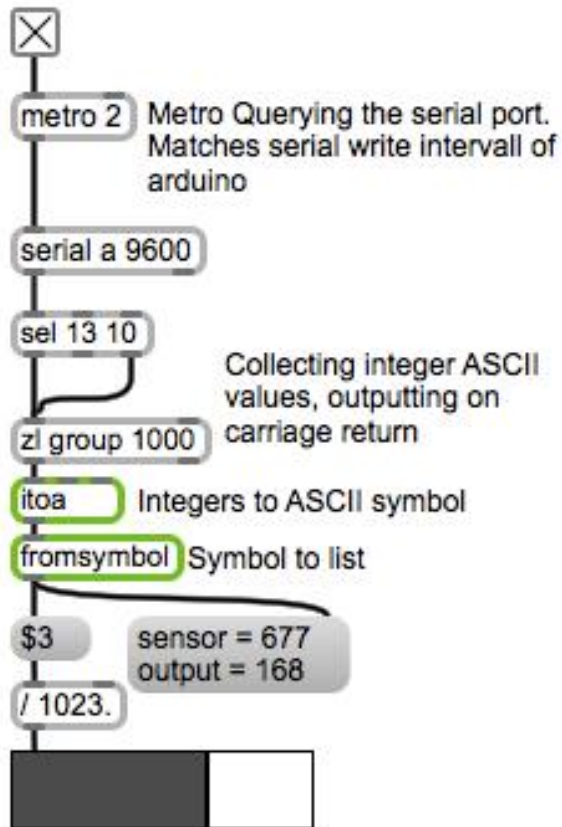 metro 2
Metro Querying the serial port.
Matches serial write intervall of
arduino
serial a 9600
sel 13 10
Collecting integer ASCII
values, outputting on
carriage return
zl group 1000
itoa
Integers to ASCII symbol
fromsymbol
Symbol to list
$3
sensor = 677
output = 168
/ 1023.